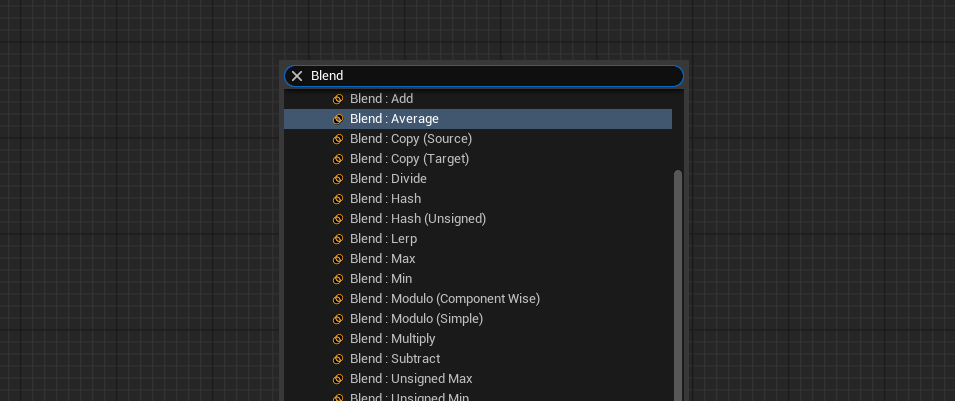 Blend
Blend : Add
Blend : Average
Blend : Copy (Source)
Blend : Copy (Target)
Blend : Divide
Blend : Hash
Blend : Hash (Unsigned)
Blend : Lerp
Blend : Max
Blend : Min
Blend : Modulo (Component Wise)
Blend : Modulo (Simple)
Blend : Multiply
Blend : Subtract
Blend : Unsigned Max
Blend : Unsigned Min